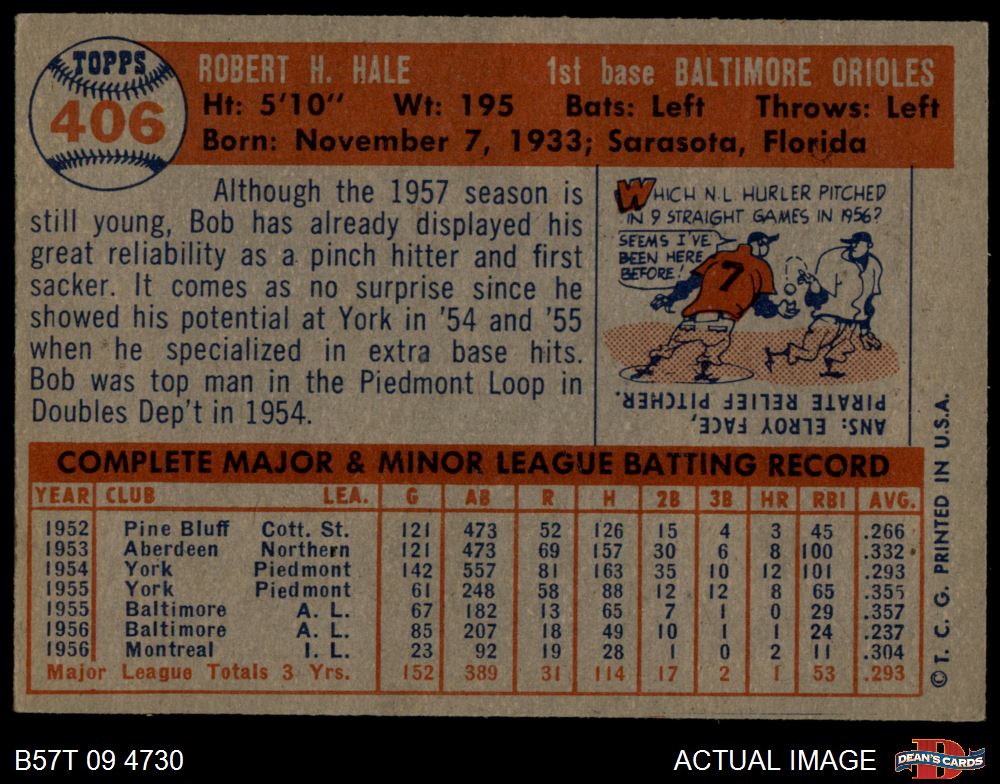 TOPPS
406
ROBERT H. HALE 1st base BALTIMORE ORIOLES
Ht: 5'10" Wt: 195 Bats: Left Throws: Left
Born: November 7, 1933; Sarasota, Florida
Although the 1957 season is
still young, Bob has already displayed his
great reliability as a pinch hitter and first
sacker. It comes as no surprise since he
showed his potential at York in '54 and '55
when he specialized in extra base hits.
Bob was top man in the Piedmont Loop in
Doubles Dep't in 1954.
WHICH N.L. HURLER PITCHED
IN 9 STRAIGHT GAMES IN 1956?
SEEMS I'VE
BEEN HERE
BEFORE!
7
ANS: ELROY FACE,
PIRATE RELIEF PITCHER.
COMPLETE MAJOR & MINOR LEAGUE BATTING RECORD
YEAR CLUB LEA. G AB R H 2B 3B HR RBI AVG.
1952 Pine Bluff Cott. St. 121 473 52 126 15 4 3 45 .266
1953 Aberdeen Northern 121 473 69 157 30 6 8 100 .332
1954 York Piedmont 142 557 81 163 35 10 12 101 .293
1955 York Piedmont 61 248 58 88 12 12 8 65 .355
1955 Baltimore A. L. 67 182 13 65 7 1 0 29 .357
1956 Baltimore A. L. 85 207 18 49 10 1 1 24 .237
1956 Montreal I. L. 23 92 19 28 1 0 2 11 .304
Major League Totals 3 Yrs. 152 389 31 114 17 2 1 53 .293
© T. C. G. PRINTED IN U.S.A.
B57T 09 4730
ACTUAL IMAGE
D
DEAN'S CARDS